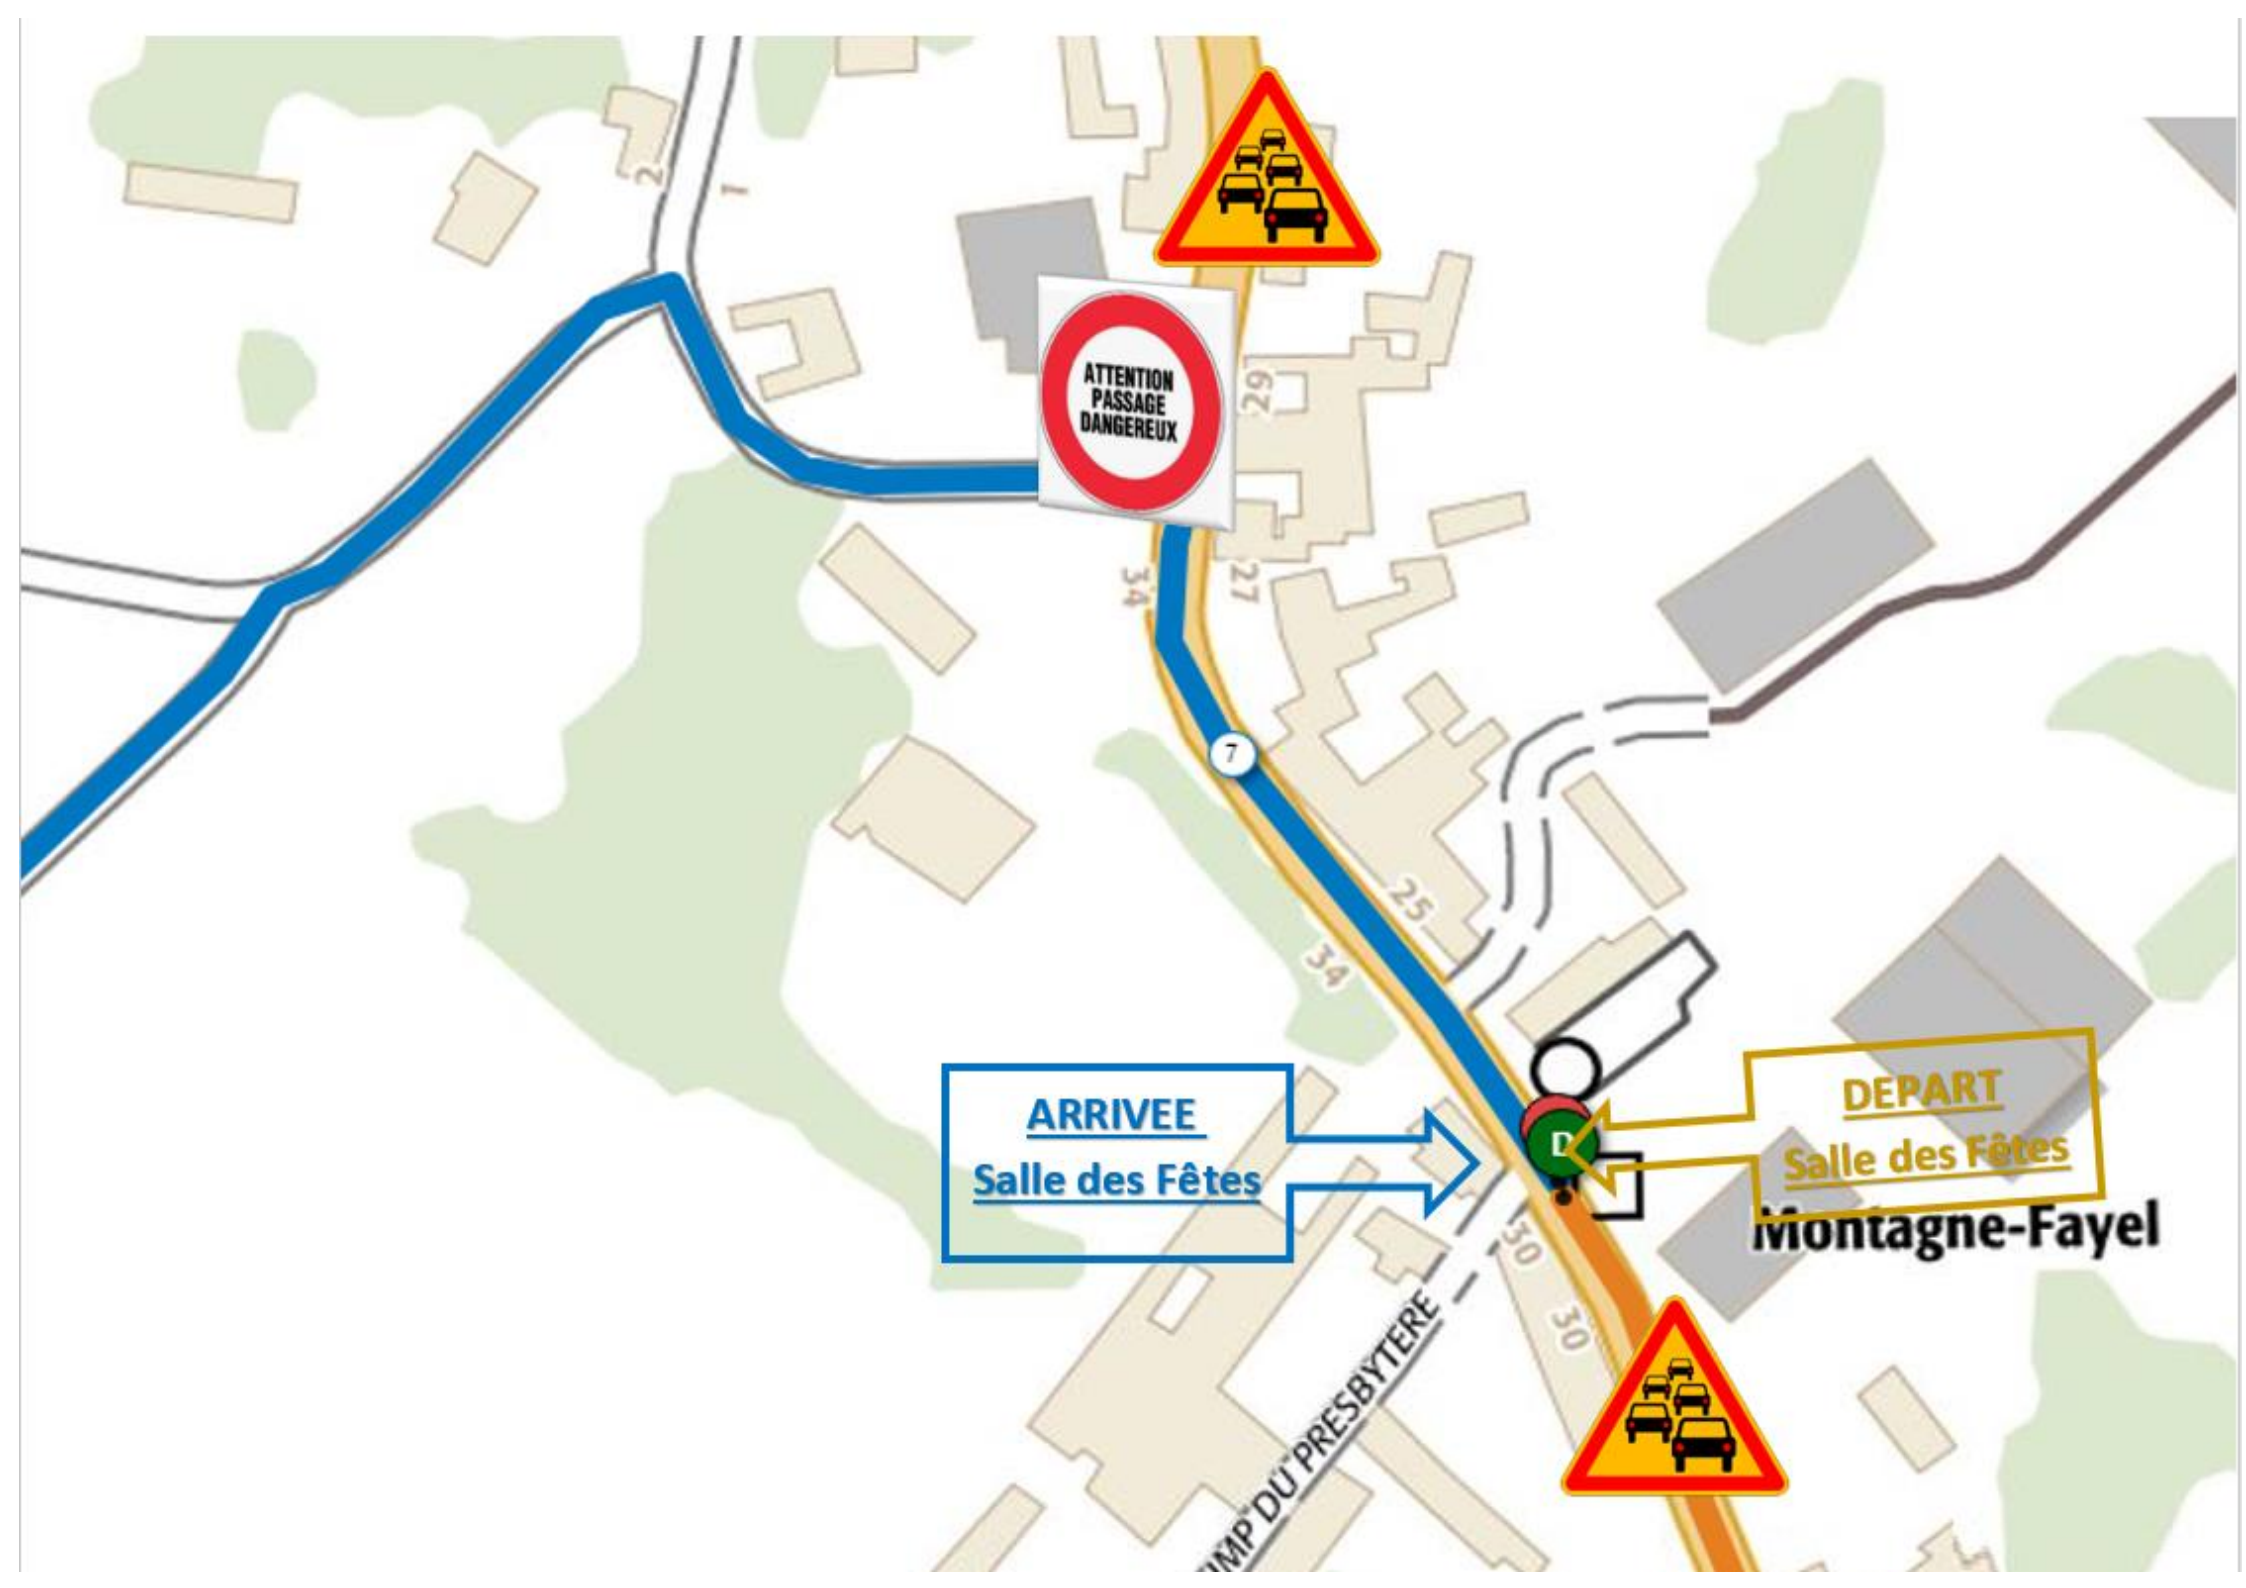 2
1
ATTENTION
PASSAGE
DANGEREUX
29
34
27
7
25
34
ARRIVEE
Salle des Fêtes
D
DEPART
Salle des Fêtes
Montagne-Fayel
30
30
IMP DU PRESBYTERE